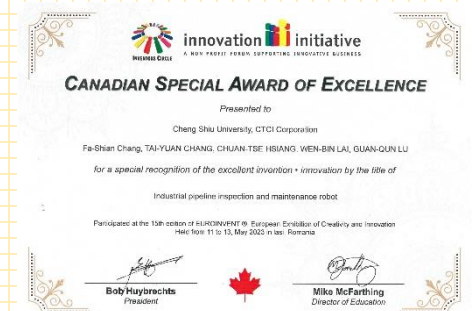 INVENTORS CIRCLE
innovation initiative
A NON PROFIT FORUM SUPPORTING INNOVATIVE BUSINESS
CANADIAN SPECIAL AWARD OF EXCELLENCE
Presented to
Cheng Shiu University, CTCI Corporation
Fa-Shian Chang, TAI-YUAN CHANG, CHUAN-TSE HSIANG, WEN-BIN LAI, GUAN-QUN LU
for a special recognition of the excellent invention • innovation by the title of
Industrial pipeline inspection and maintenance robot
Participated at the 15th edition of EUROINVENT ® European Exhibition of Creativity and Innovation
Held from 11 to 13, May 2023 in Iasi Romania
Bob Huybrechts
Mike McFarthing
President
Director of Education